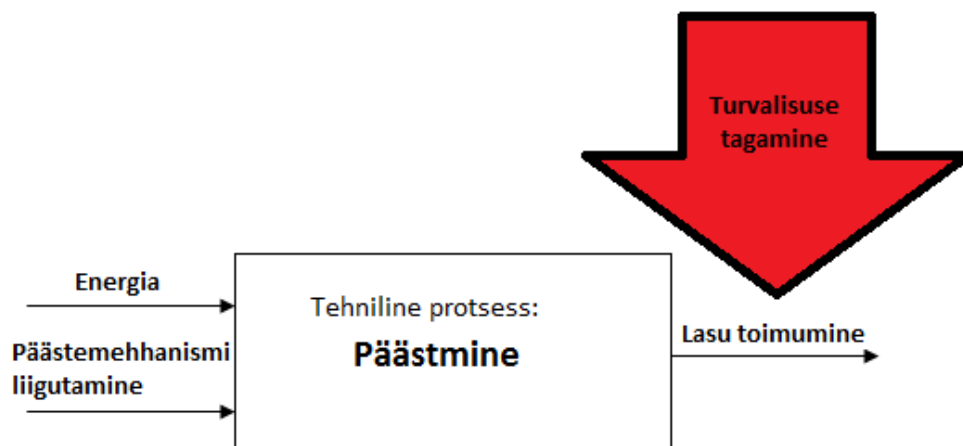 Turvalisuse
tagamine
Energia
Tehniline protsess:
Päästmine
Lasu toimumine
Päästemehhanismi
liigutamine